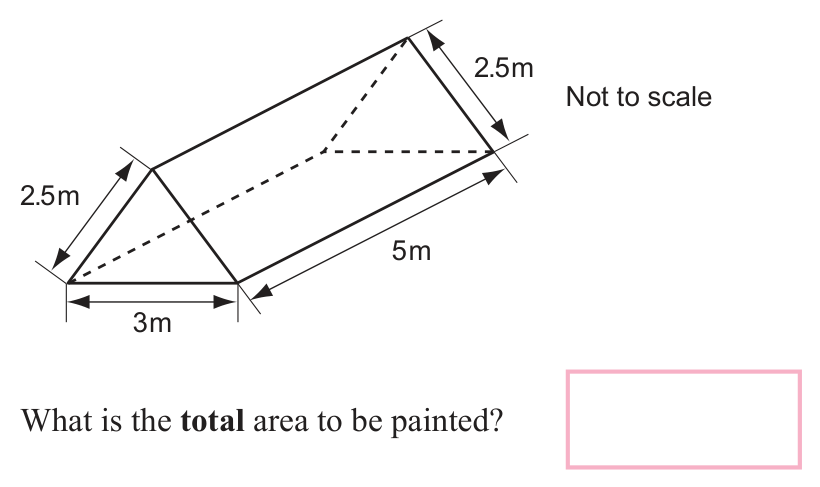 2.5m
Not to scale
2.5m
5m
3m
What is the total area to be painted?